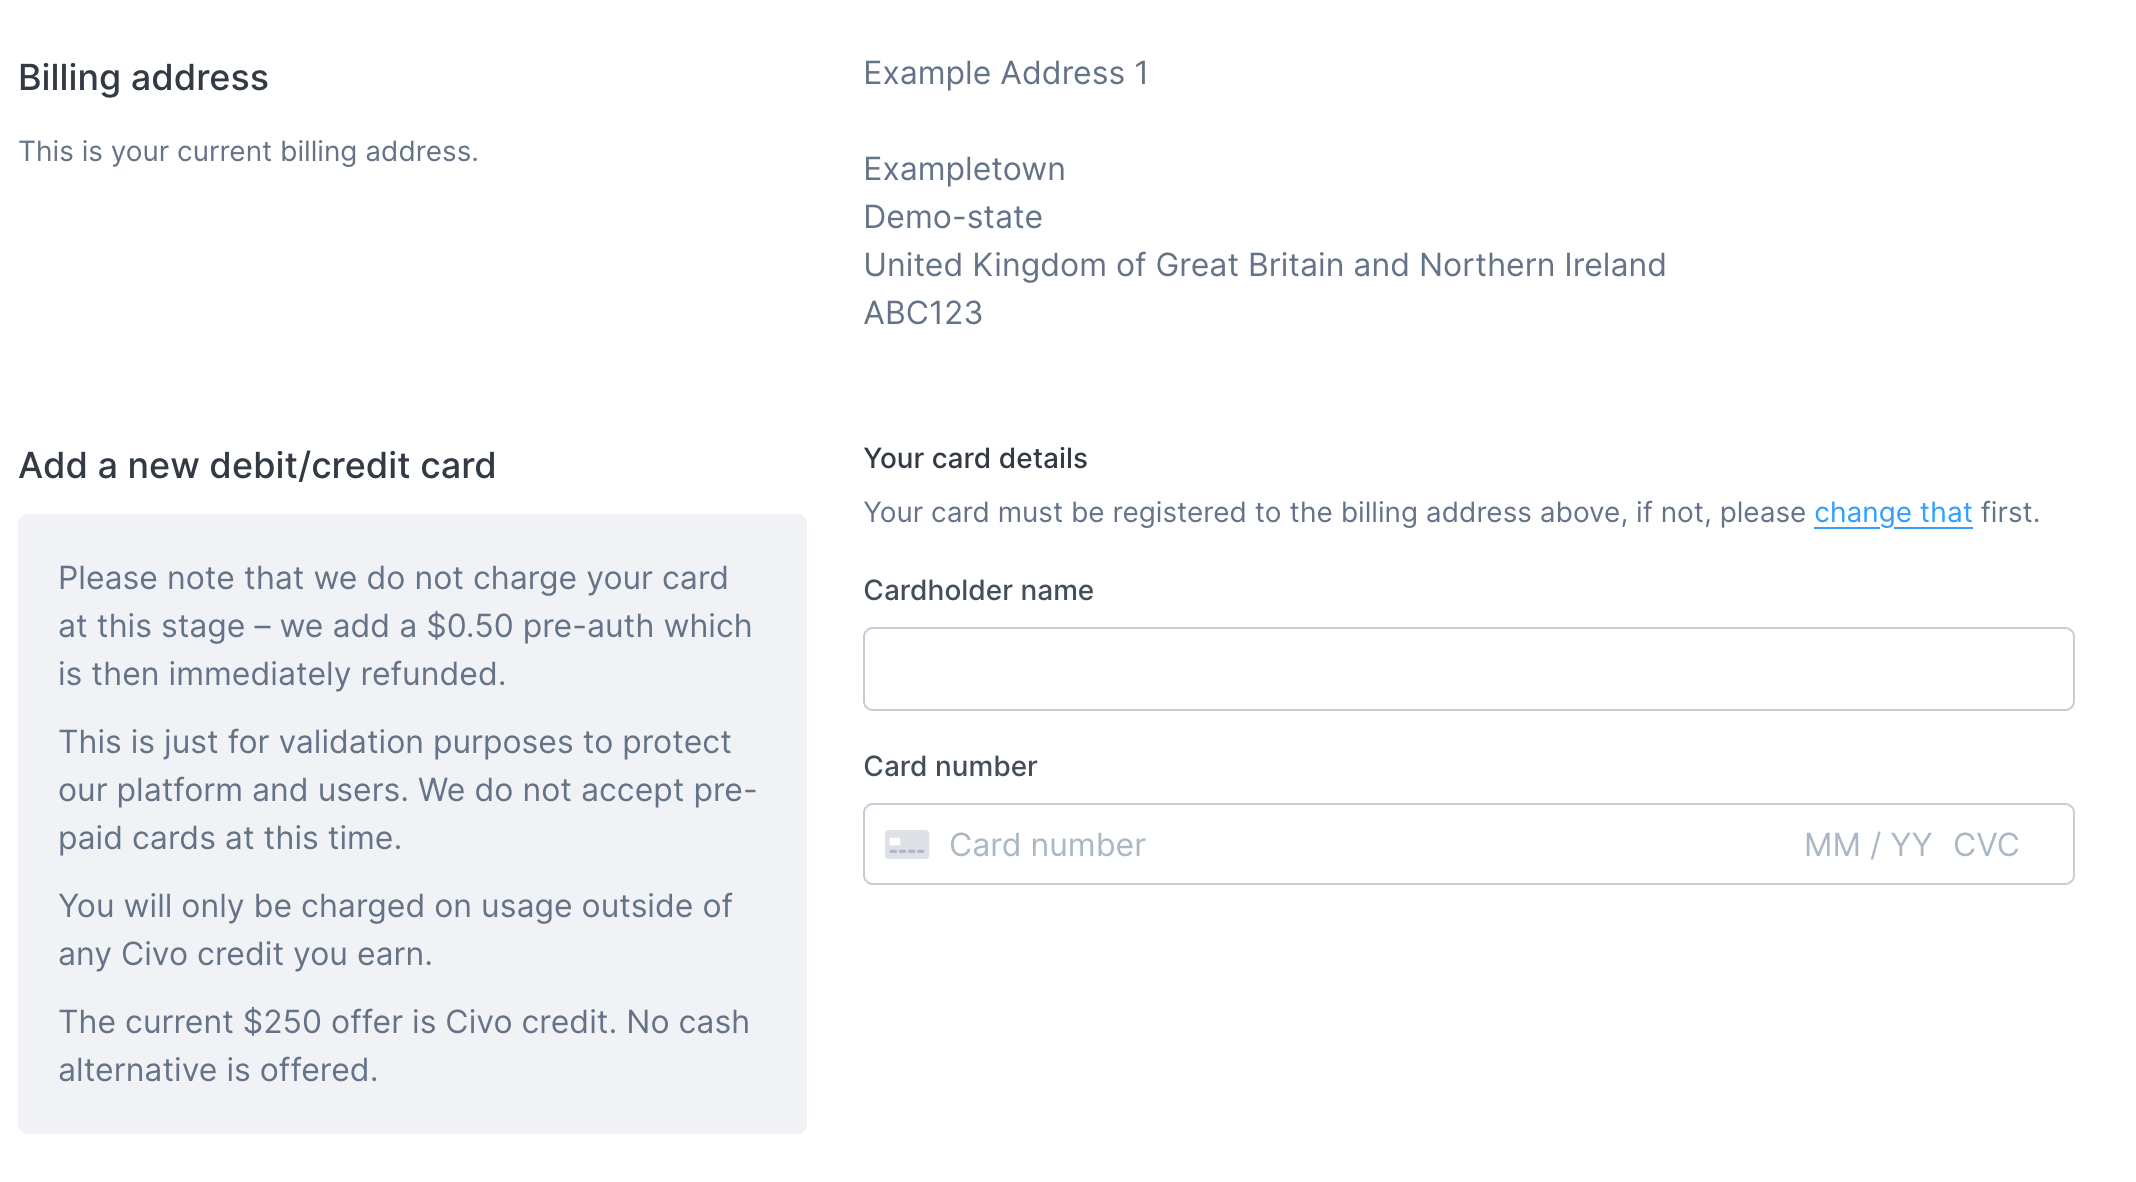 Billing address
This is your current billing address.
Example Address 1
Exampletown
Demo-state
United Kingdom of Great Britain and Northern Ireland
ABC123
Add a new debit/credit card
Please note that we do not charge your card
at this stage – we add a $0.50 pre-auth which
is then immediately refunded.
This is just for validation purposes to protect
our platform and users. We do not accept pre-
paid cards at this time.
You will only be charged on usage outside of
any Civo credit you earn.
The current $250 offer is Civo credit. No cash
alternative is offered.
Your card details
Your card must be registered to the billing address above, if not, please change that first.
Cardholder name
Card number
Card number MM / YY CVC